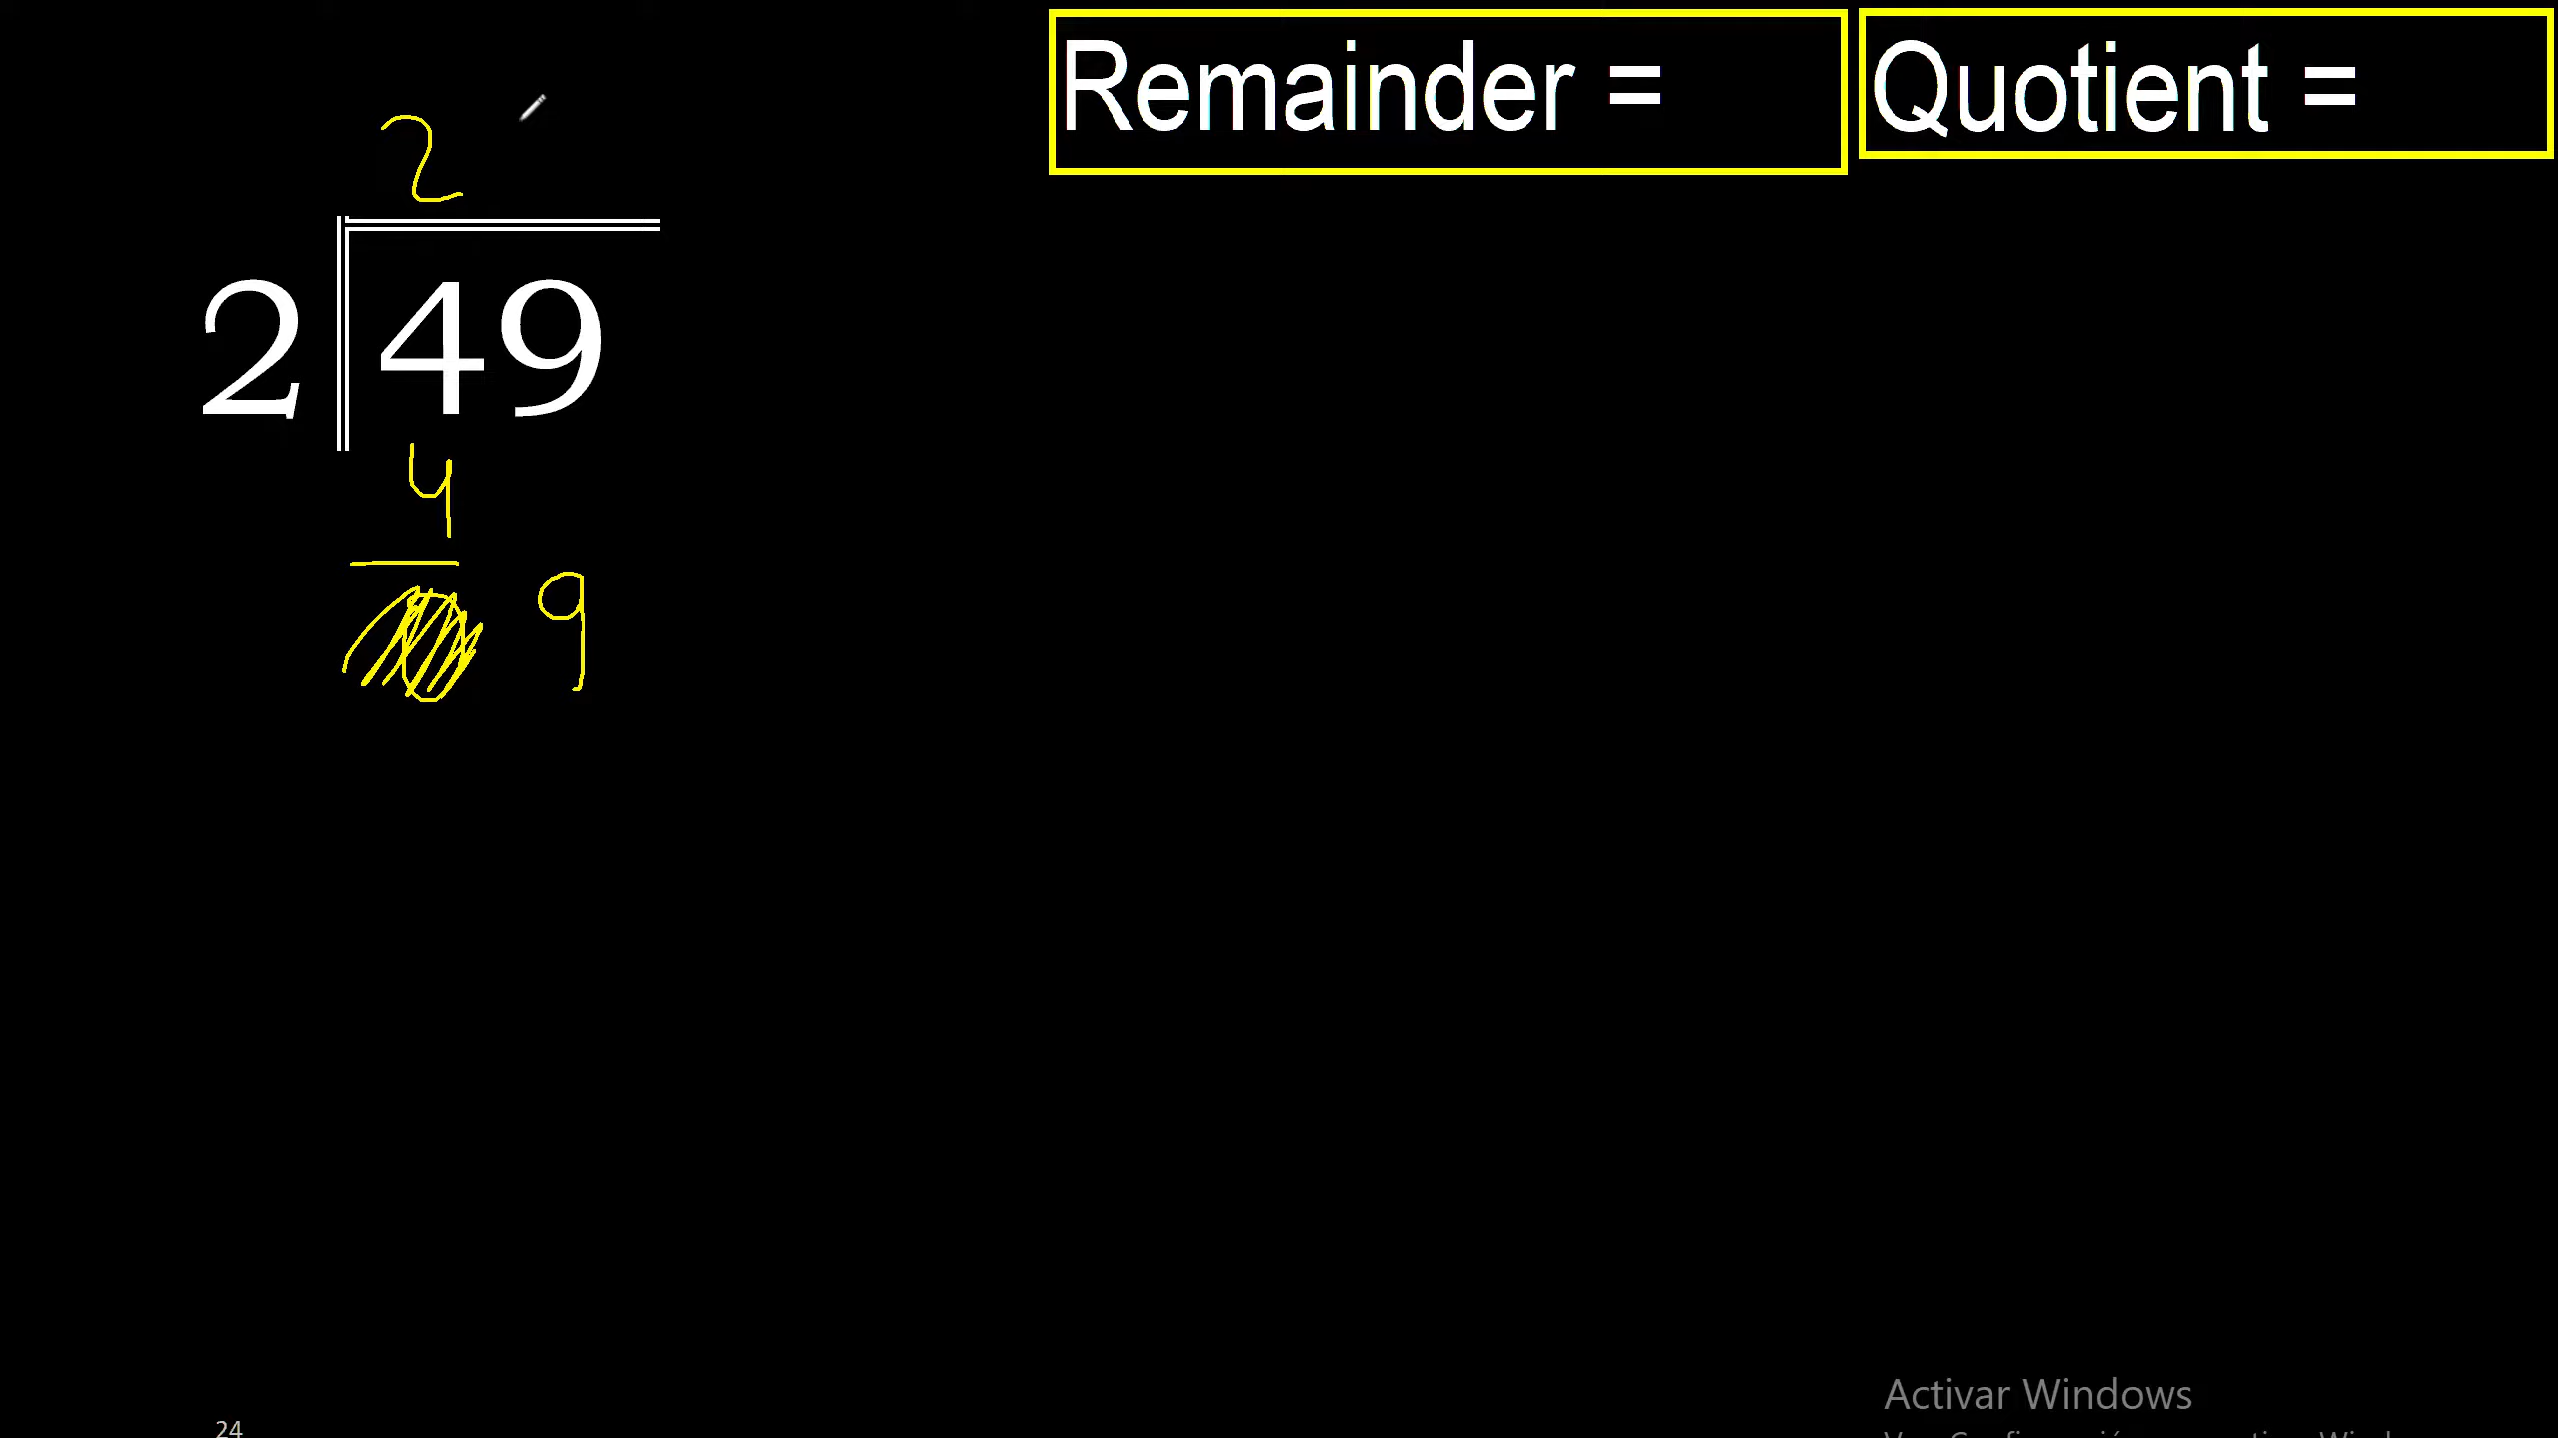 Remainder =
Quotient =
2
2 49
4
9
Activar Windows
24